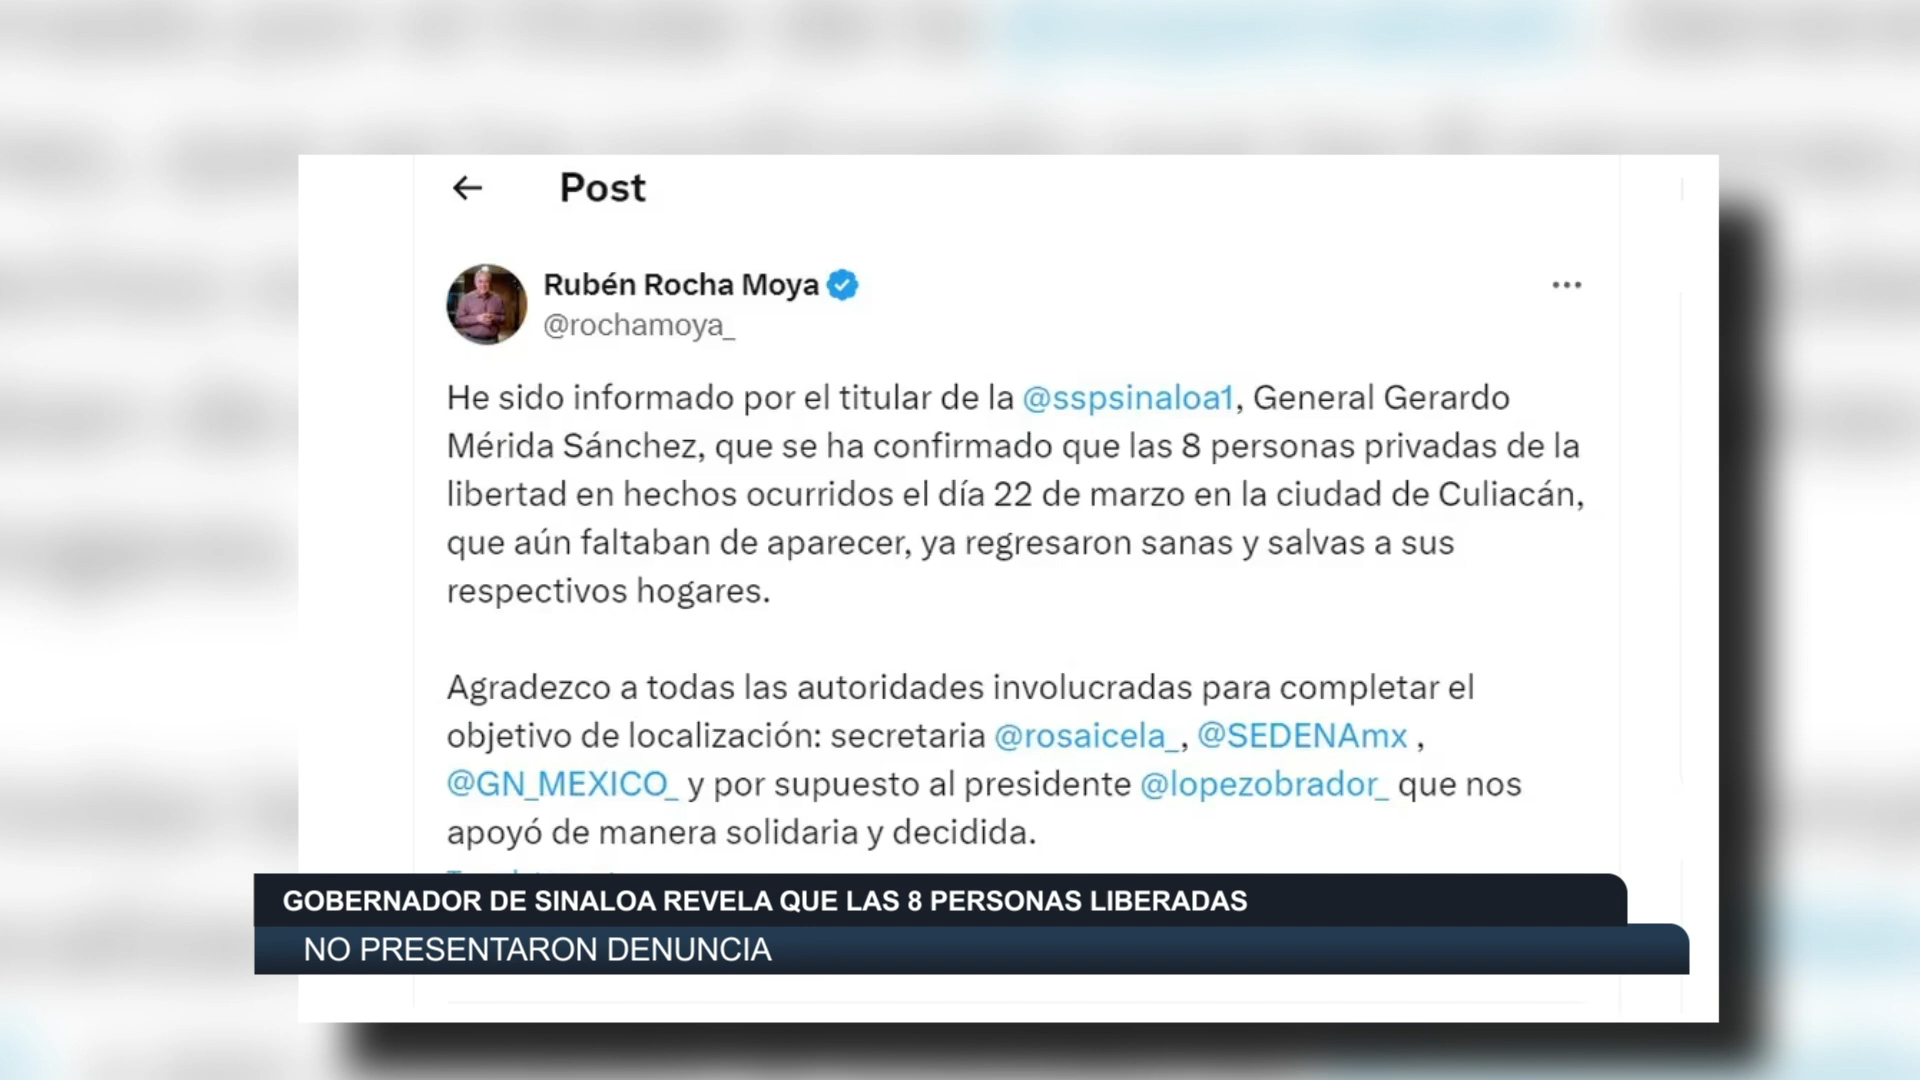 Post
Rubén Rocha Moya
@rochamoya_
He sido informado por el titular de la @sspsinaloa1, General Gerardo
Mérida Sánchez, que se ha confirmado que las 8 personas privadas de la
libertad en hechos ocurridos el día 22 de marzo en la ciudad de Culiacán,
que aún faltaban de aparecer, ya regresaron sanas y salvas a sus
respectivos hogares.
Agradezco a todas las autoridades involucradas para completar el
objetivo de localización: secretaria @rosaicela_, @SEDENAmx ,
@GN_MEXICO_ y por supuesto al presidente @lopezobrador_ que nos
apoyó de manera solidaria y decidida.
GOBERNADOR DE SINALOA REVELA QUE LAS 8 PERSONAS LIBERADAS
NO PRESENTARON DENUNCIA